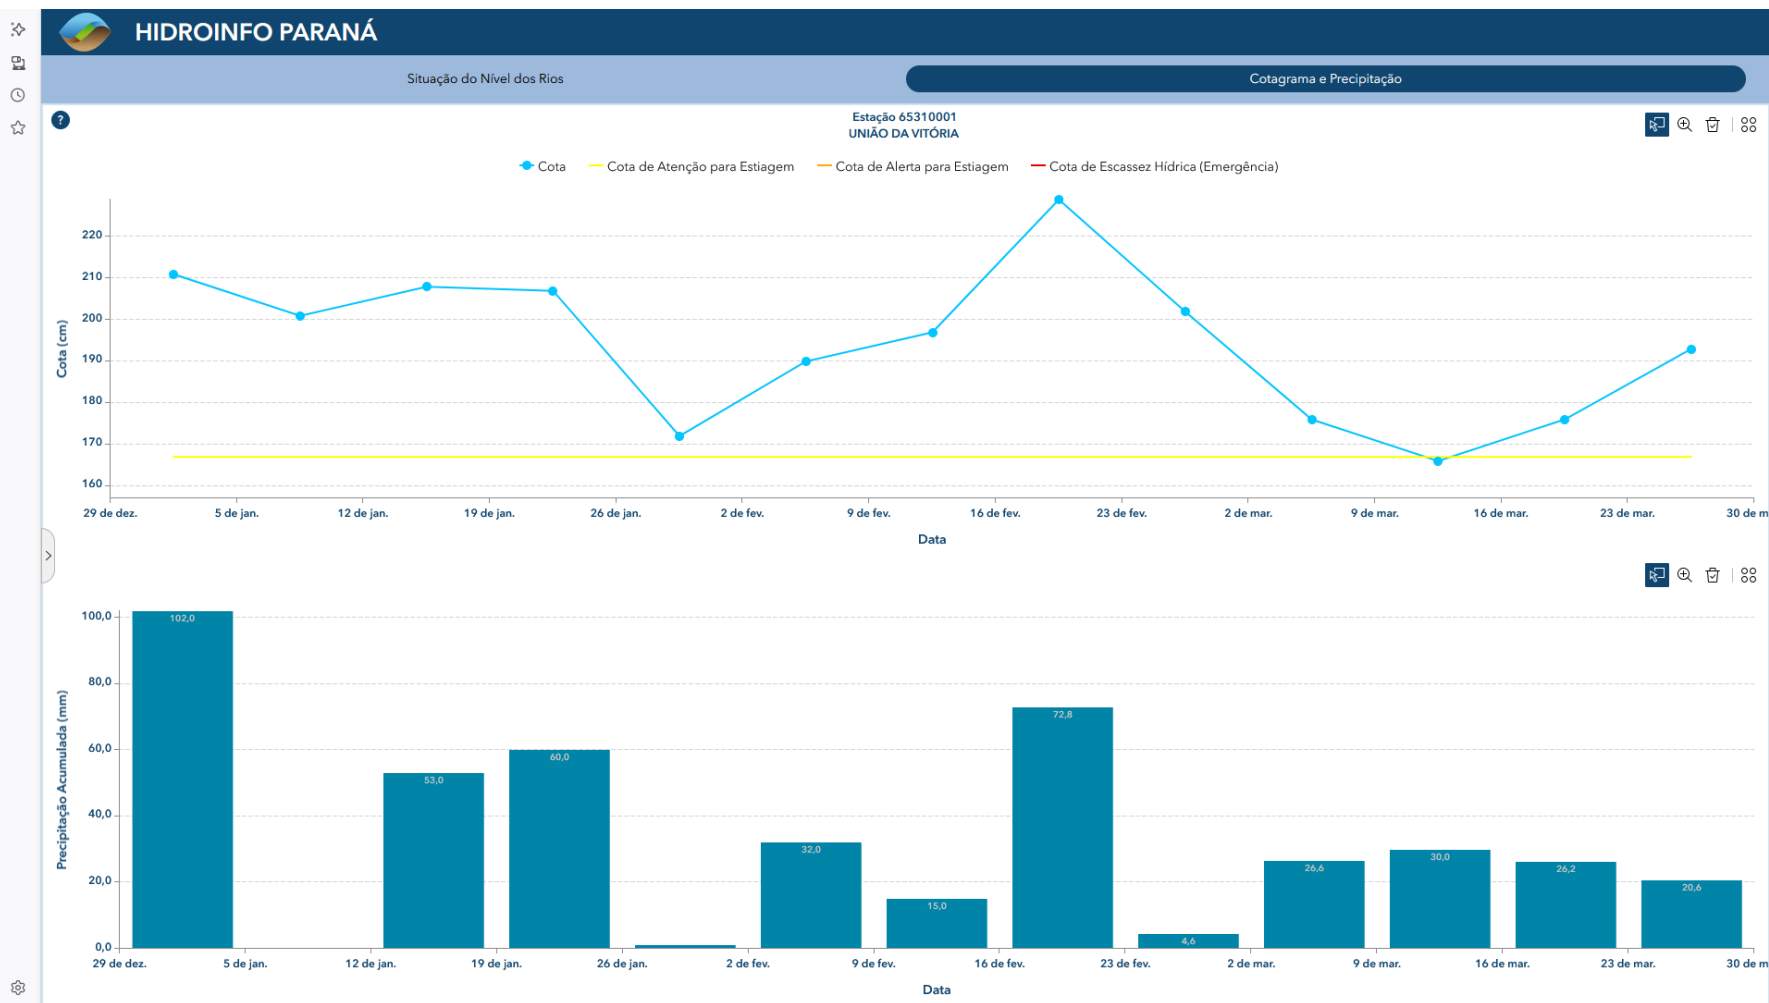 HIDROINFO PARANÁ
Situação do Nível dos Rios
Cotagrama e Precipitação
?
Estação 65310001
UNIÃO DA VITÓRIA
Cota
Cota de Atenção para Estiagem
Cota de Alerta para Estiagem
Cota de Escassez Hídrica (Emergência)
Cota (cm)
220
210
200
190
180
170
160
29 de dez.
5 de jan.
12 de jan.
19 de jan.
26 de jan.
2 de fev.
9 de fev.
16 de fev.
23 de fev.
2 de mar.
9 de mar.
16 de mar.
23 de mar.
30 de m
Data
Precipitação Acumulada (mm)
100,0
80,0
60,0
40,0
20,0
0,0
102,0
53,0
60,0
32,0
15,0
72,8
4,6
26,6
30,0
26,2
20,6
29 de dez.
5 de jan.
12 de jan.
19 de jan.
26 de jan.
2 de fev.
9 de fev.
16 de fev.
23 de fev.
2 de mar.
9 de mar.
16 de mar.
23 de mar.
30 de m
Data